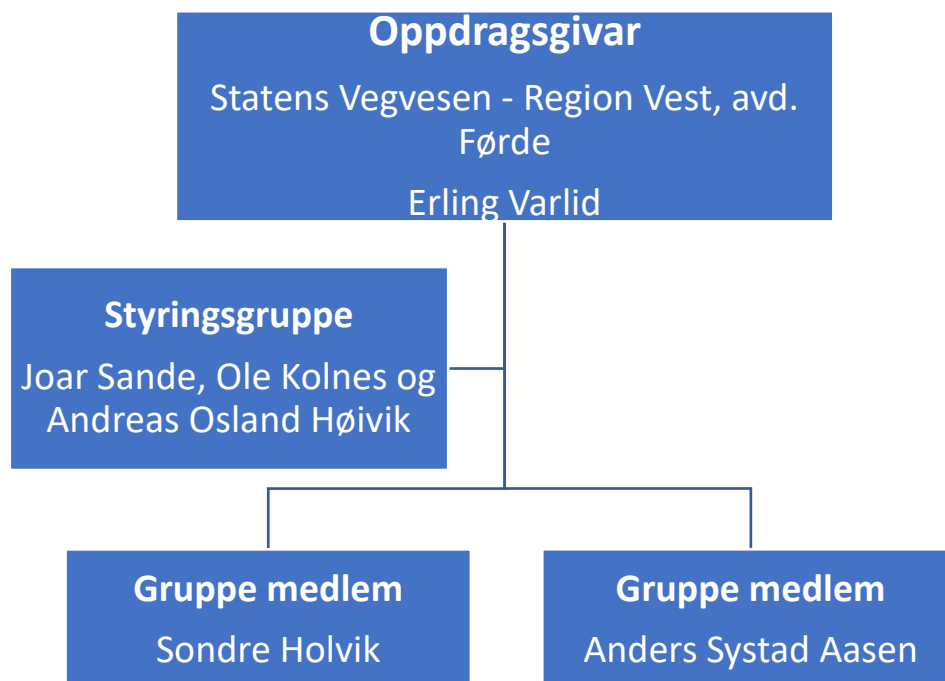 Oppdragsgivar
Statens Vegvesen - Region Vest, avd.
Førde
Erling Varlid
Styringsgruppe
Joar Sande, Ole Kolnes og
Andreas Osland Høivik
Gruppe medlem
Sondre Holvik
Gruppe medlem
Anders Systad Aasen